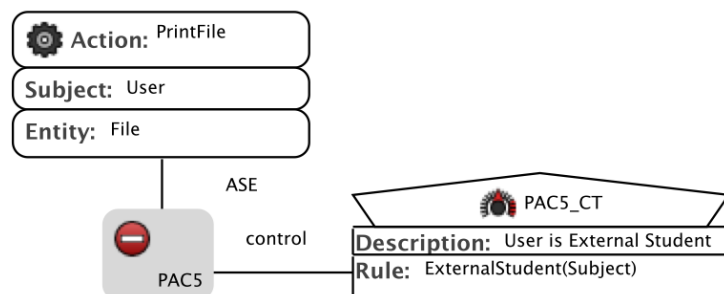 Action: PrintFile
Subject: User
Entity: File
ASE
PAC5_CT
control
Description: User is External Student
PAC5
Rule: ExternalStudent(Subject)